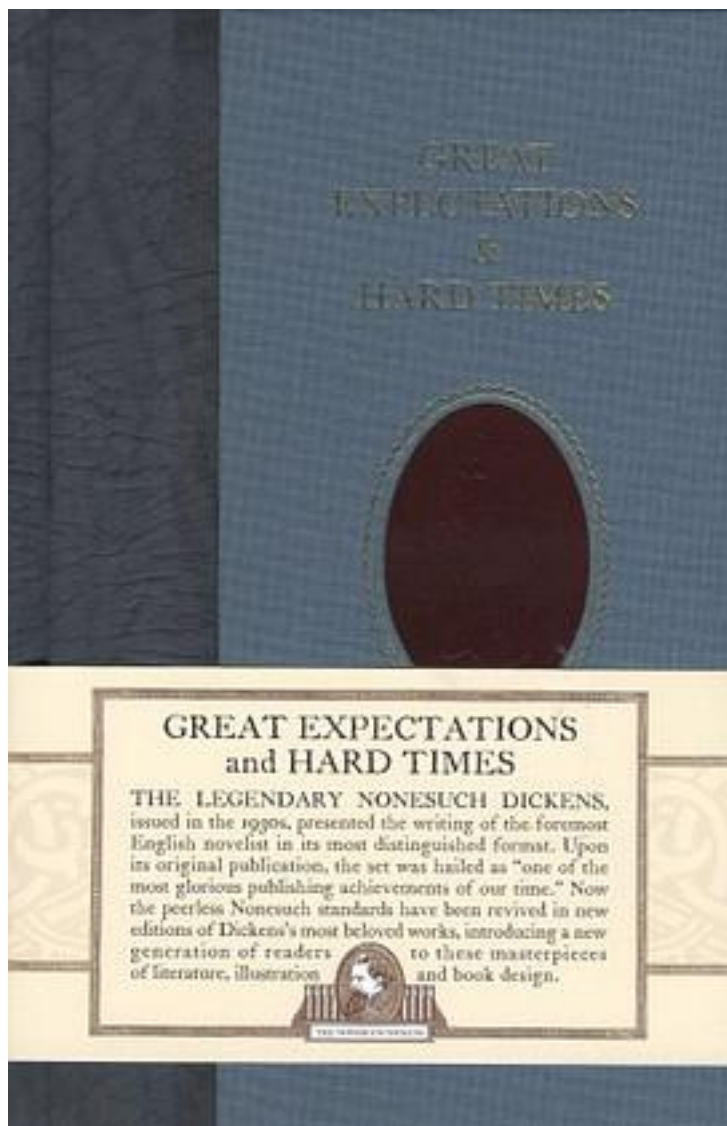 GREAT
EXPECTATIONS
&
HARD TIMES
GREAT EXPECTATIONS
and HARD TIMES
THE LEGENDARY NONESUCH DICKENS,
issued in the 1930s, presented the writing of the foremost
English novelist in its most distinguished format. Upon
its original publication, the set was hailed as “one of the
most glorious publishing achievements of our time.” Now
the peerless Nonesuch standards have been revived in new
editions of Dickens's most beloved works, introducing a new
generation of readers to these masterpieces
of literature, illustration and book design.